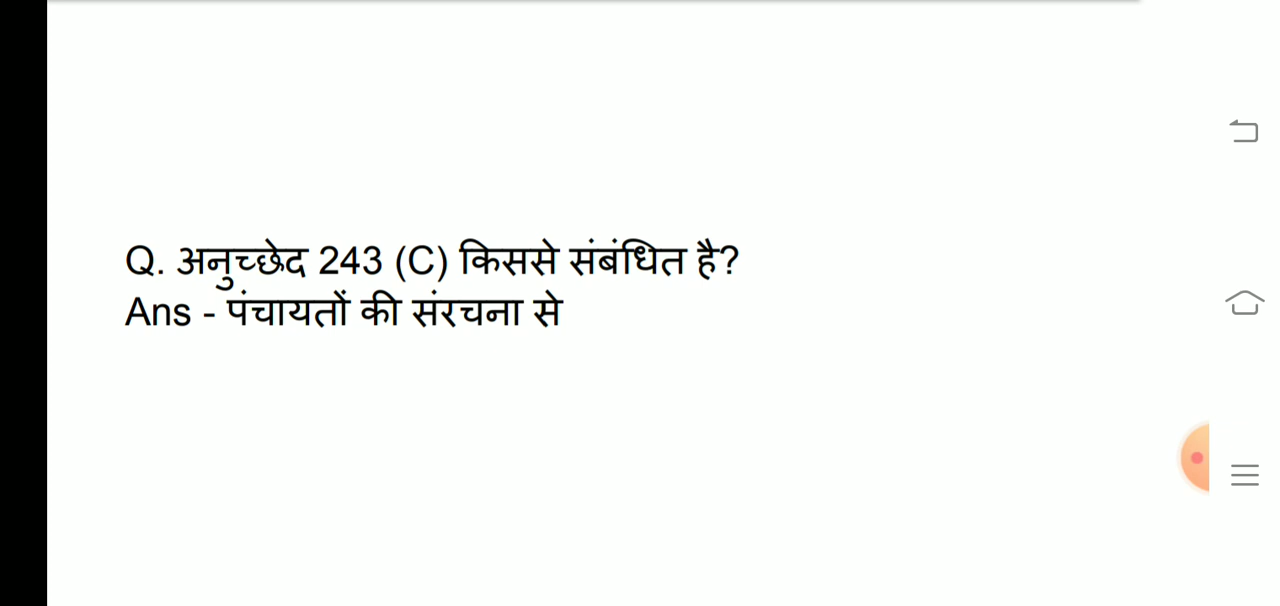 Q. अनुच्छेद 243 (C) किससे संबंधित है?
Ans - पंचायतों की संरचना से